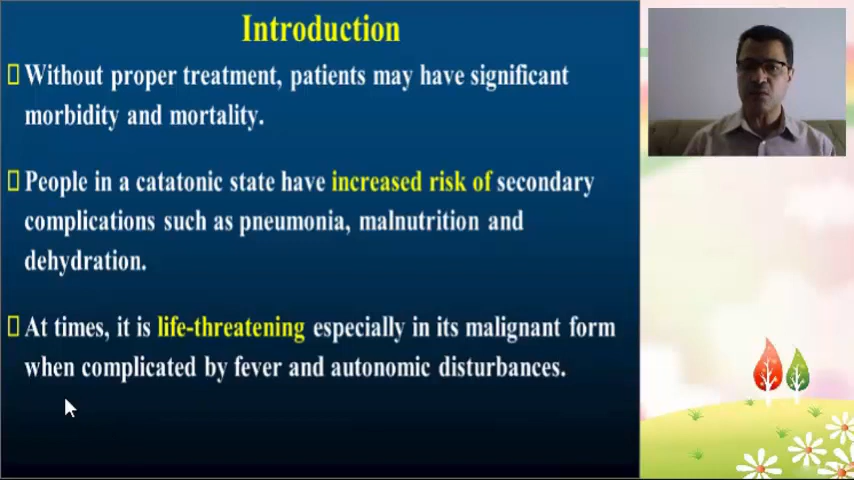 Introduction
Without proper treatment, patients may have significant
morbidity and mortality.
People in a catatonic state have increased risk of secondary
complications such as pneumonia, malnutrition and
dehydration.
At times, it is life-threatening especially in its malignant form
when complicated by fever and autonomic disturbances.